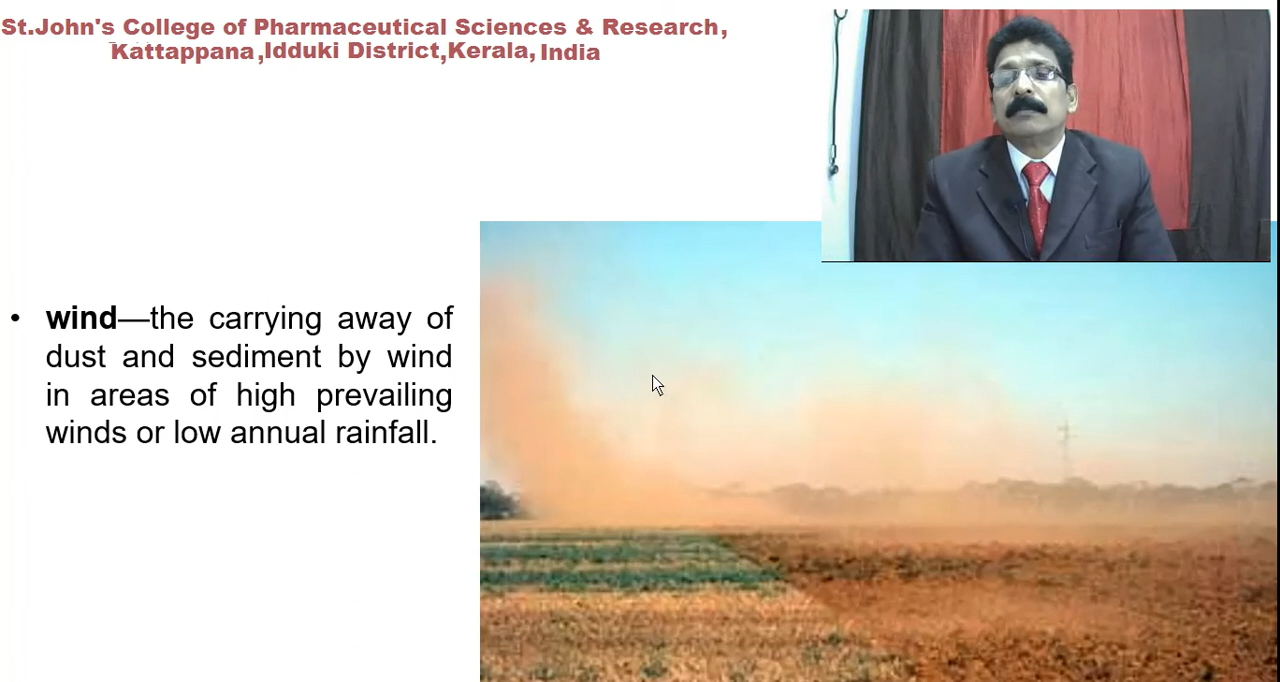 St.John's College of Pharmaceutical Sciences & Research,
Kattappana,Idduki District,Kerala, India
• wind—the carrying away of
dust and sediment by wind
in areas of high prevailing
winds or low annual rainfall.